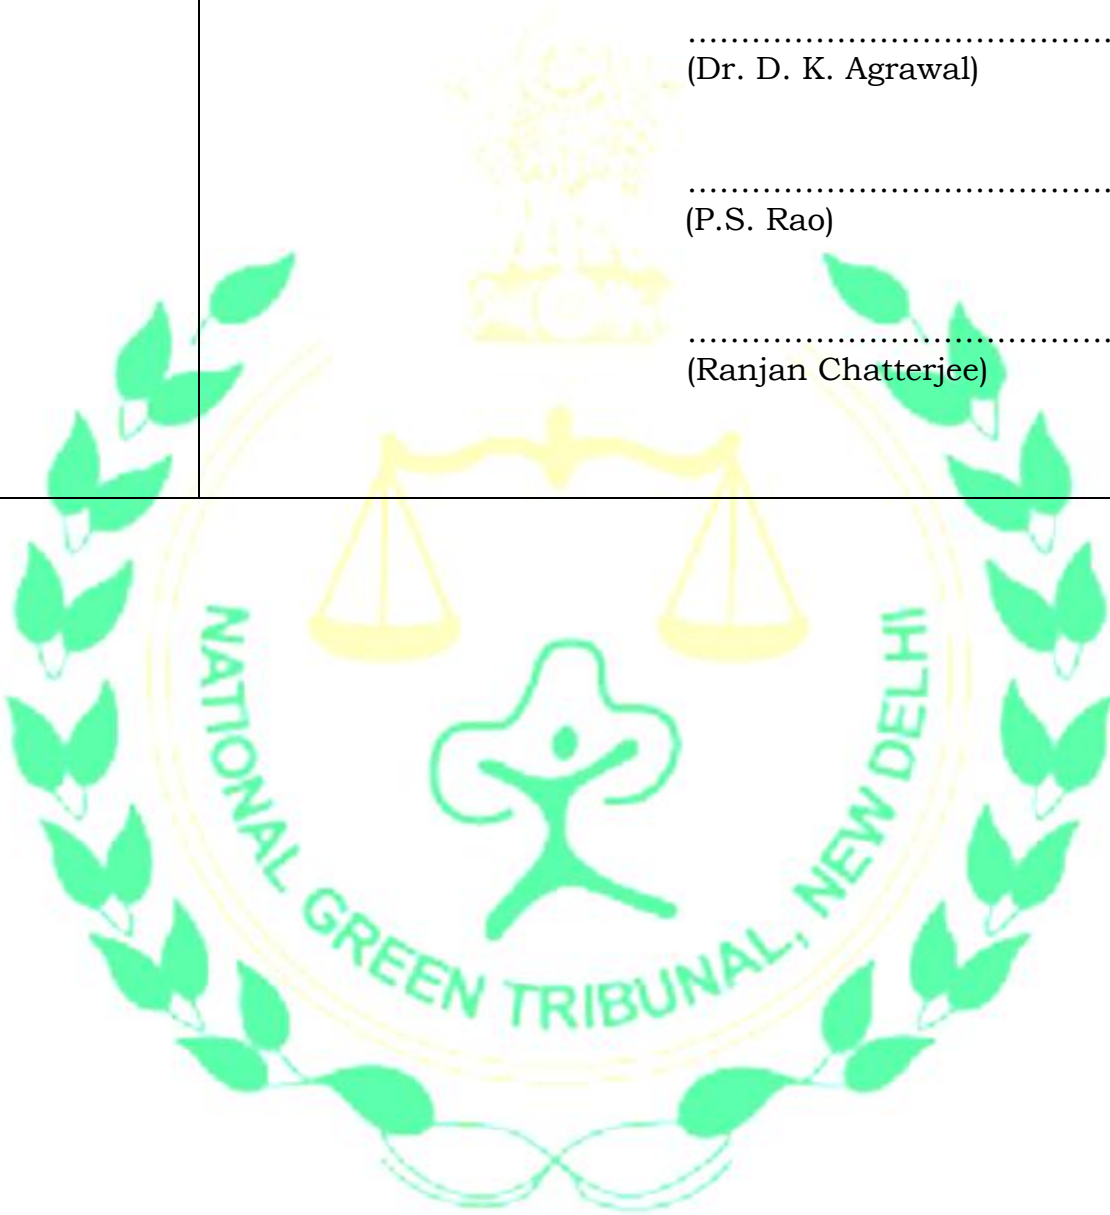 ......................................
(Dr. D. K. Agrawal)
......................................
(P.S. Rao)
......................................
(Ranjan Chatterjee)
NATIONAL GREEN TRIBUNAL, NEW DELHI